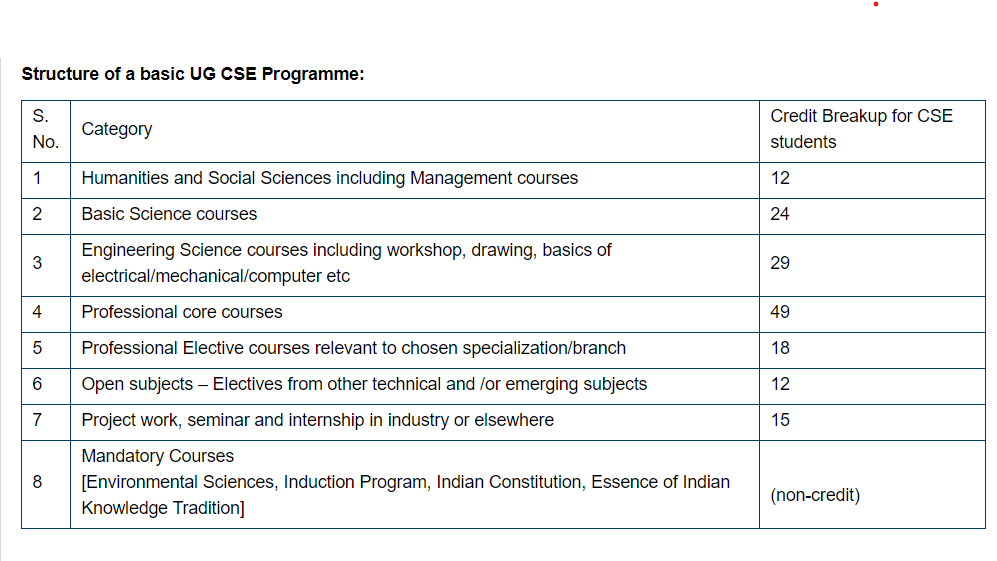 Structure of a basic UG CSE Programme:
S.
No.
Category
Credit Breakup for CSE
students
1
Humanities and Social Sciences including Management courses
12
2
Basic Science courses
24
3
Engineering Science courses including workshop, drawing, basics of
electrical/mechanical/computer etc
29
4
Professional core courses
49
5
Professional Elective courses relevant to chosen specialization/branch
18
6
Open subjects – Electives from other technical and /or emerging subjects
12
7
Project work, seminar and internship in industry or elsewhere
15
8
Mandatory Courses
[Environmental Sciences, Induction Program, Indian Constitution, Essence of Indian
Knowledge Tradition]
(non-credit)